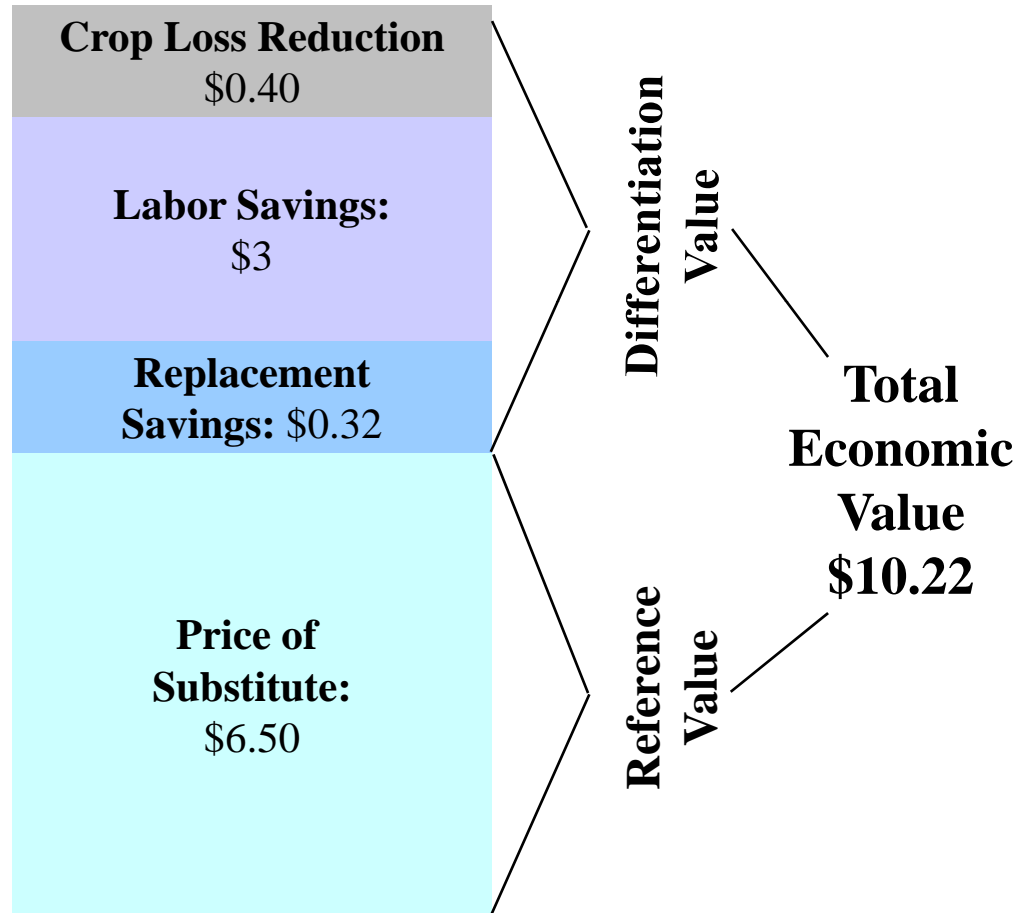 Crop Loss Reduction
$0.40
Labor Savings:
$3
Replacement
Savings: $0.32
Price of
Substitute:
$6.50
Differentiation
Value
Reference
Value
Total
Economic
Value
$10.22